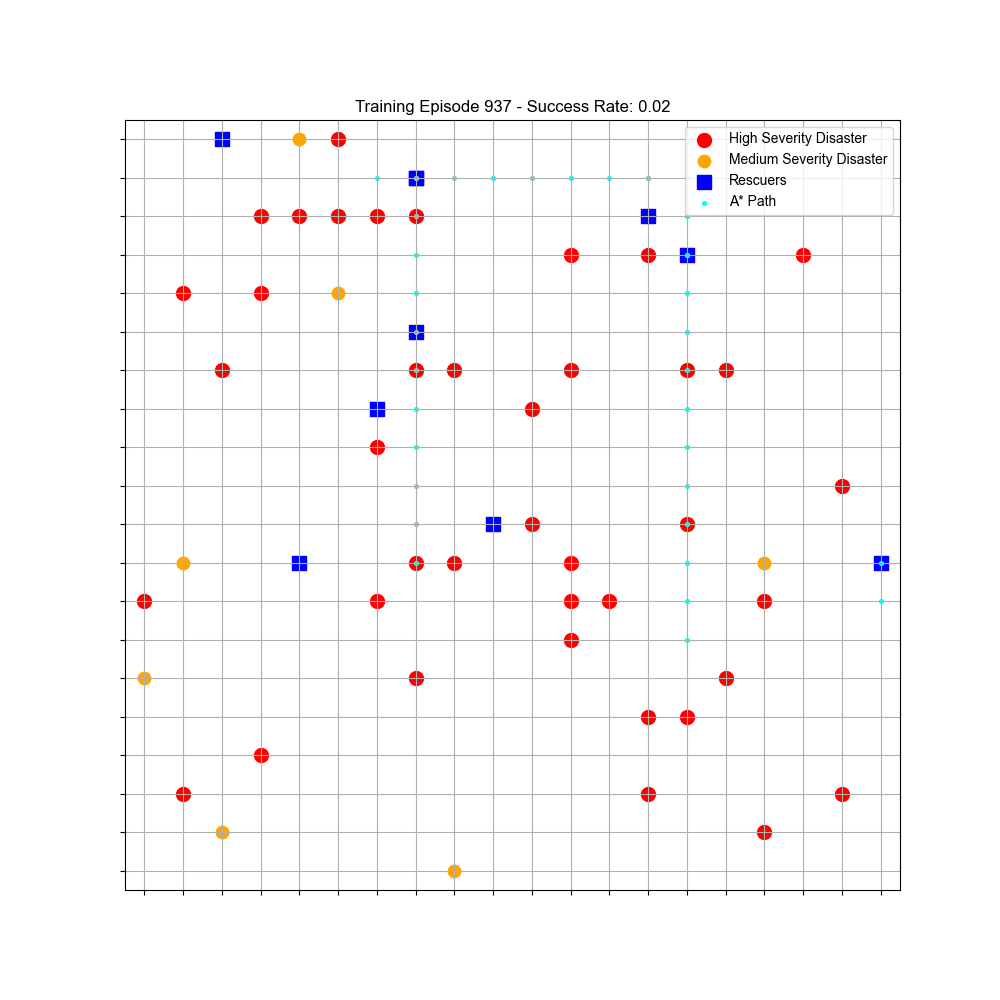 Training Episode 937 - Success Rate: 0.02
High Severity Disaster
Medium Severity Disaster
Rescuers
A* Path